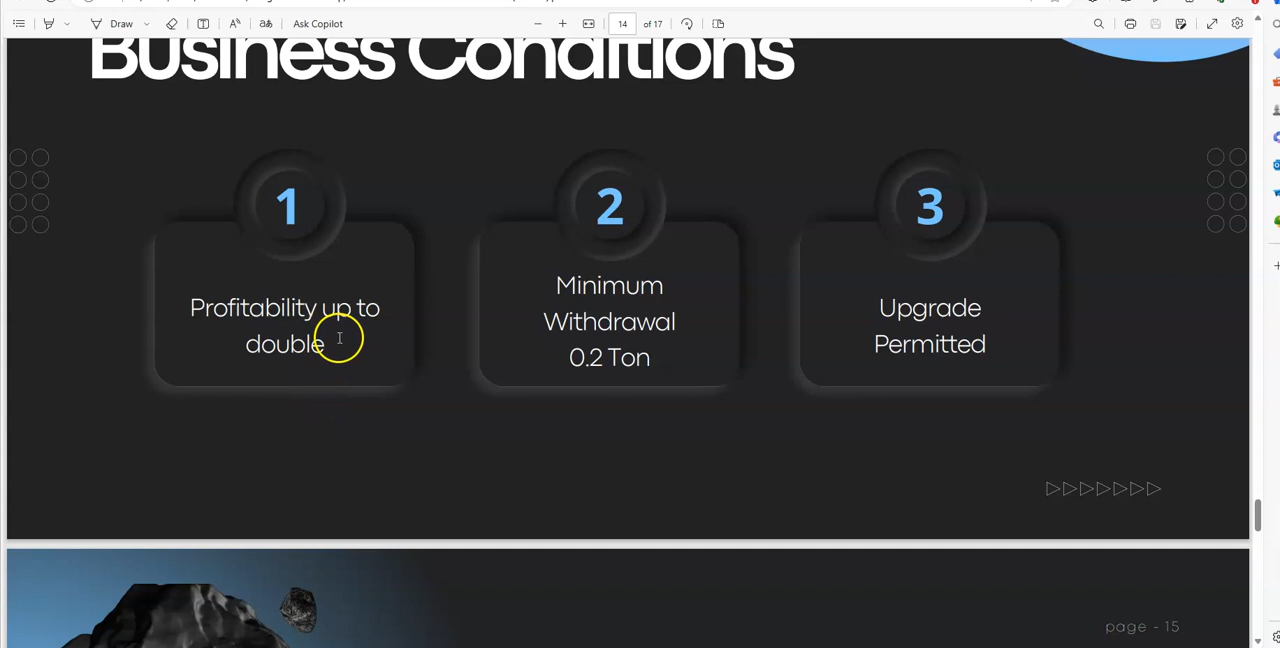 Draw
Ask Copilot
14
of 17
Business Conditions
1
2
3
Profitability up to
double
Minimum
Withdrawal
0.2 Ton
Upgrade
Permitted
page - 15